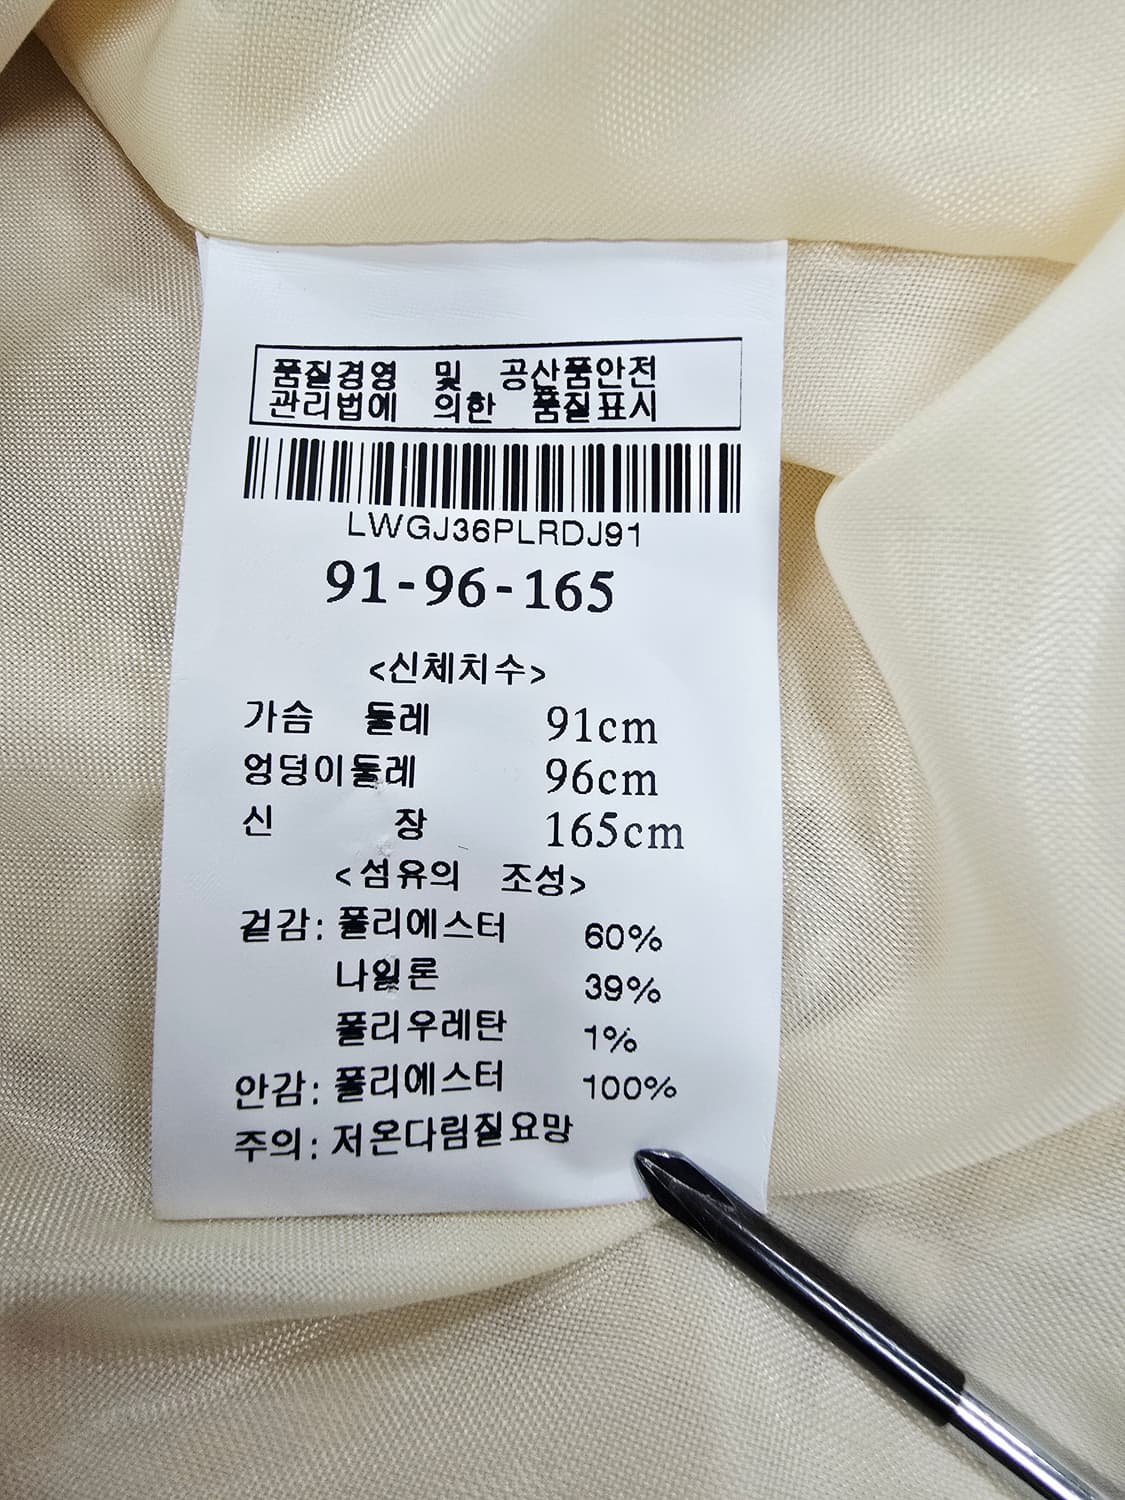 품질경영 및 공산품안전
관리법에 의한 품질표시
LWGJ36PLRDJ91
91-96-165
<신체치수>
가슴 둘레 91cm
엉덩이둘레 96cm
신 장 165cm
<섬유의 조성>
겉감: 폴리에스터 60%
나일론 39%
폴리우레탄 1%
안감: 폴리에스터 100%
주의: 저온다림질요망